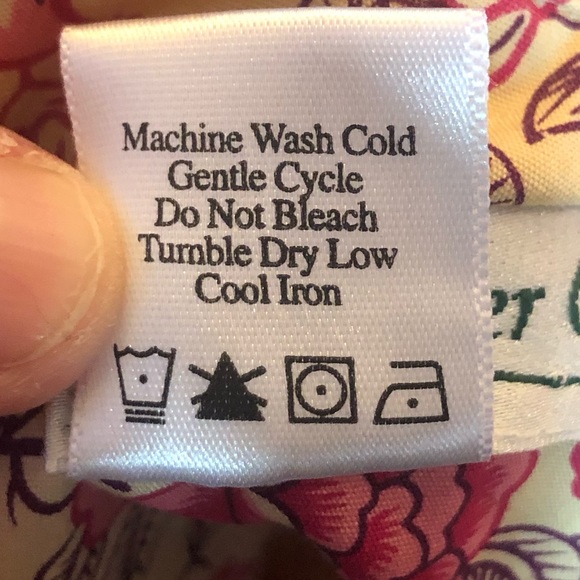 Machine Wash Cold
Gentle Cycle
Do Not Bleach
Tumble Dry Low
Cool Iron